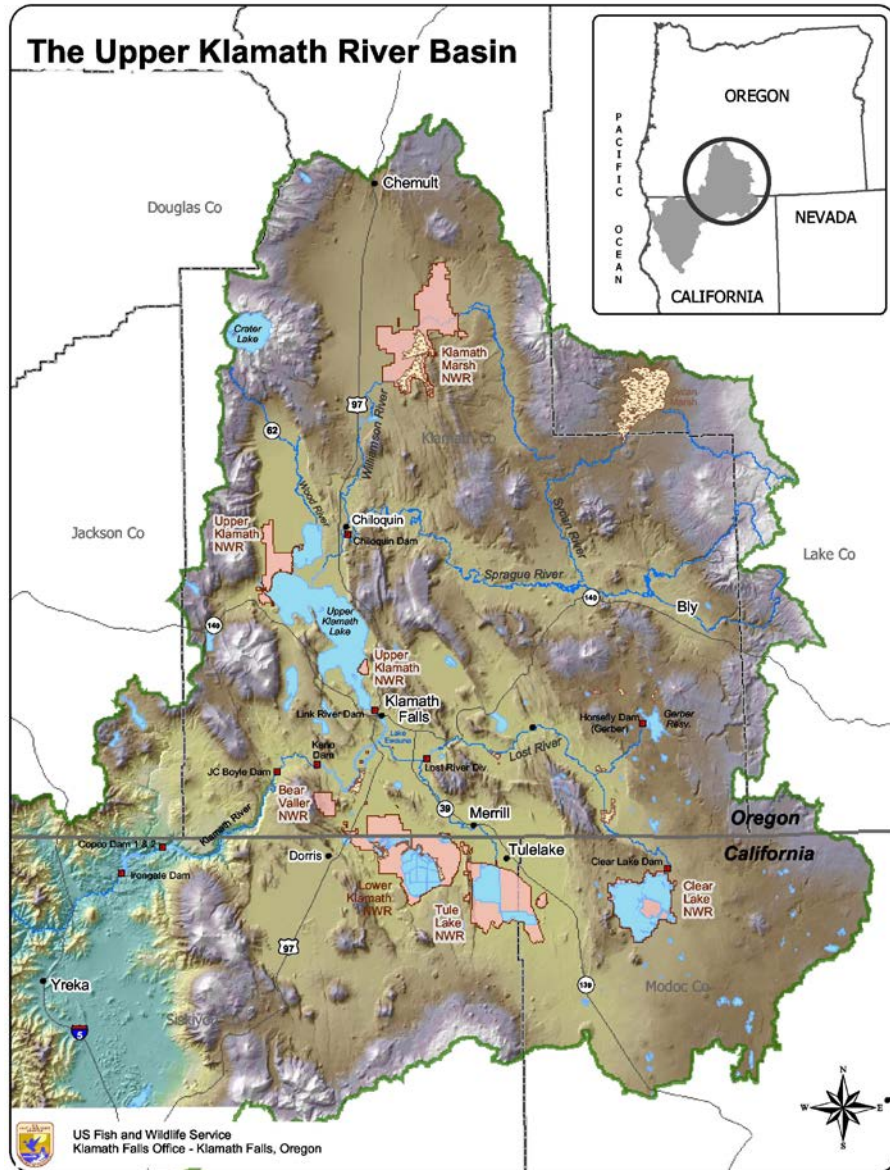 The Upper Klamath River Basin
OREGON
PACIFIC OCEAN
NEVADA
CALIFORNIA
Chemult
Douglas Co
Crater
Lake
Klamath
Marsh
NWR
97
Williamson River
Klamath Co
Marsh
62
Wood River
Sycan River
Jackson Co
Upper
Klamath
NWR
Chiloquin
Chiloquin Dam
Lake Co
Sprague River
140
Bly
140
Upper
Klamath
Lake
Upper
Klamath
NWR
Link River Dam
Klamath
Falls
Lake
Ewauna
Horsefly Dam
(Gerber)
Gerber
Resv.
Lost River
Keno
Dam
JC Boyle Dam
Lost River Div.
Bear
Valler
NWR
39
Merrill
Klamath River
Oregon
California
Copco Dam 1 & 2
Irongate Dam
Dorris
Tulelake
Clear Lake Dam
Lower
Klamath
NWR
Tule
Lake
NWR
Clear
Lake
NWR
97
Yreka
139
Modoc Co
5
N
W
E
S
US Fish and Wildlife Service
Klamath Falls Office - Klamath Falls, Oregon